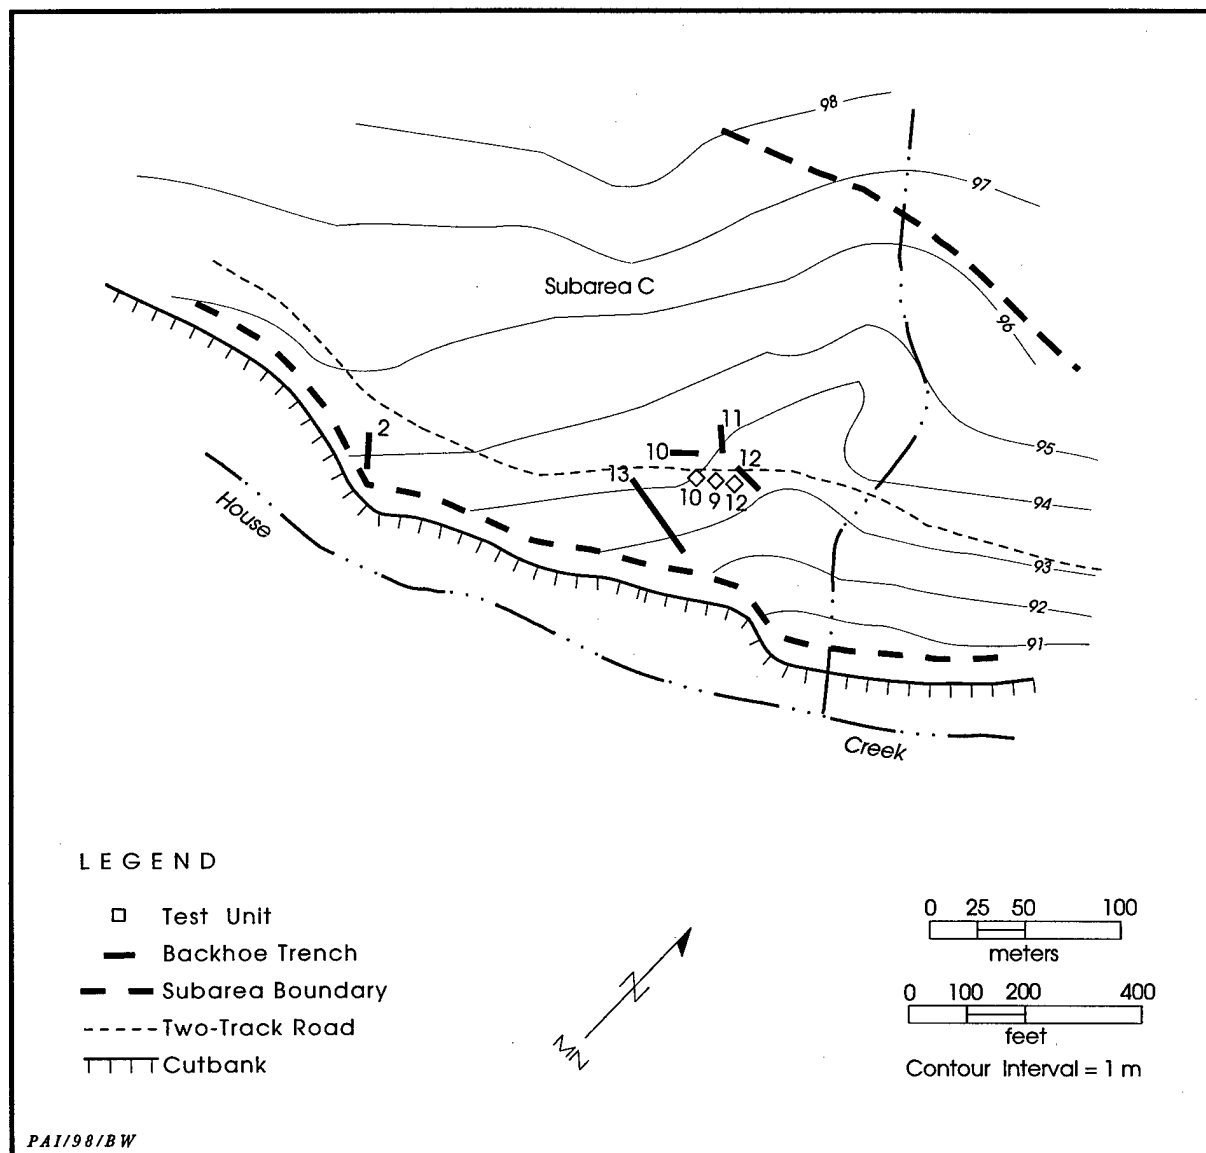 98
97
Subarea C
96
2
11
95
10
12
13
10 9 12
94
House
93
92
91
Creek
LEGEND
Test Unit
Backhoe Trench
Subarea Boundary
Two-Track Road
Cutbank
N
MN
0 25 50 100
meters
0 100 200 400
feet
Contour Interval = 1 m
PAI/98/BW